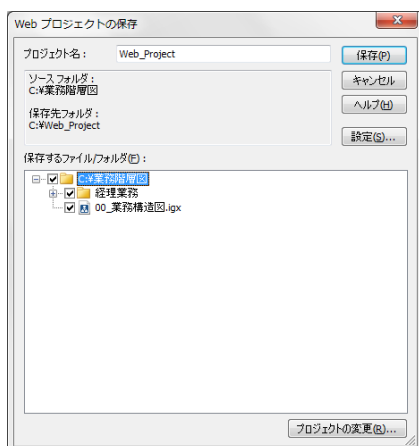 Web プロジェクトの保存
プロジェクト名： Web_Project 保存(P)
ソース フォルダ：
C:¥業務階層図
保存先フォルダ：
C:¥Web_Project
キャンセル
ヘルプ(H)
設定(S)...
保存するファイル/フォルダ(F)：
C:¥業務階層図
経理業務
00_業務構造図.igx
プロジェクトの変更(R)...